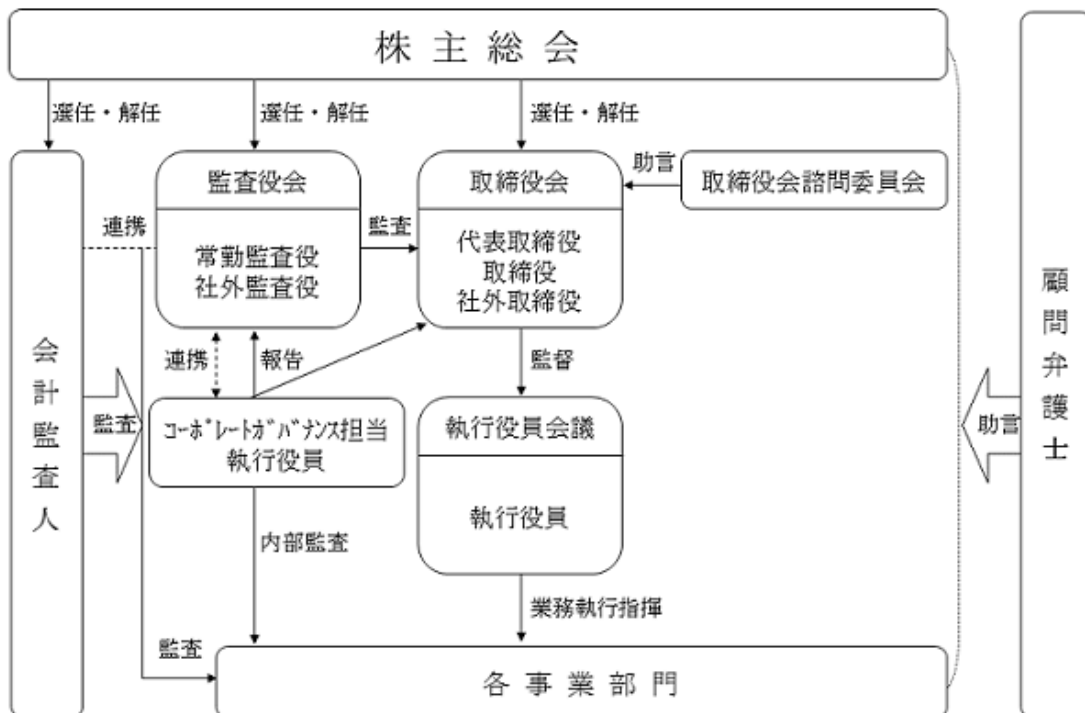 株主総会
選任・解任
選任・解任
選任・解任
監査役会
常勤監査役
社外監査役
取締役会
代表取締役
取締役
社外取締役
助言
取締役会諮問委員会
連携
監査
会計監査人
監査
連携
報告
監督
コーポレートガバナンス担当
執行役員
執行役員会議
執行役員
内部監査
業務執行指揮
監査
各事業部門
助言
顧問弁護士